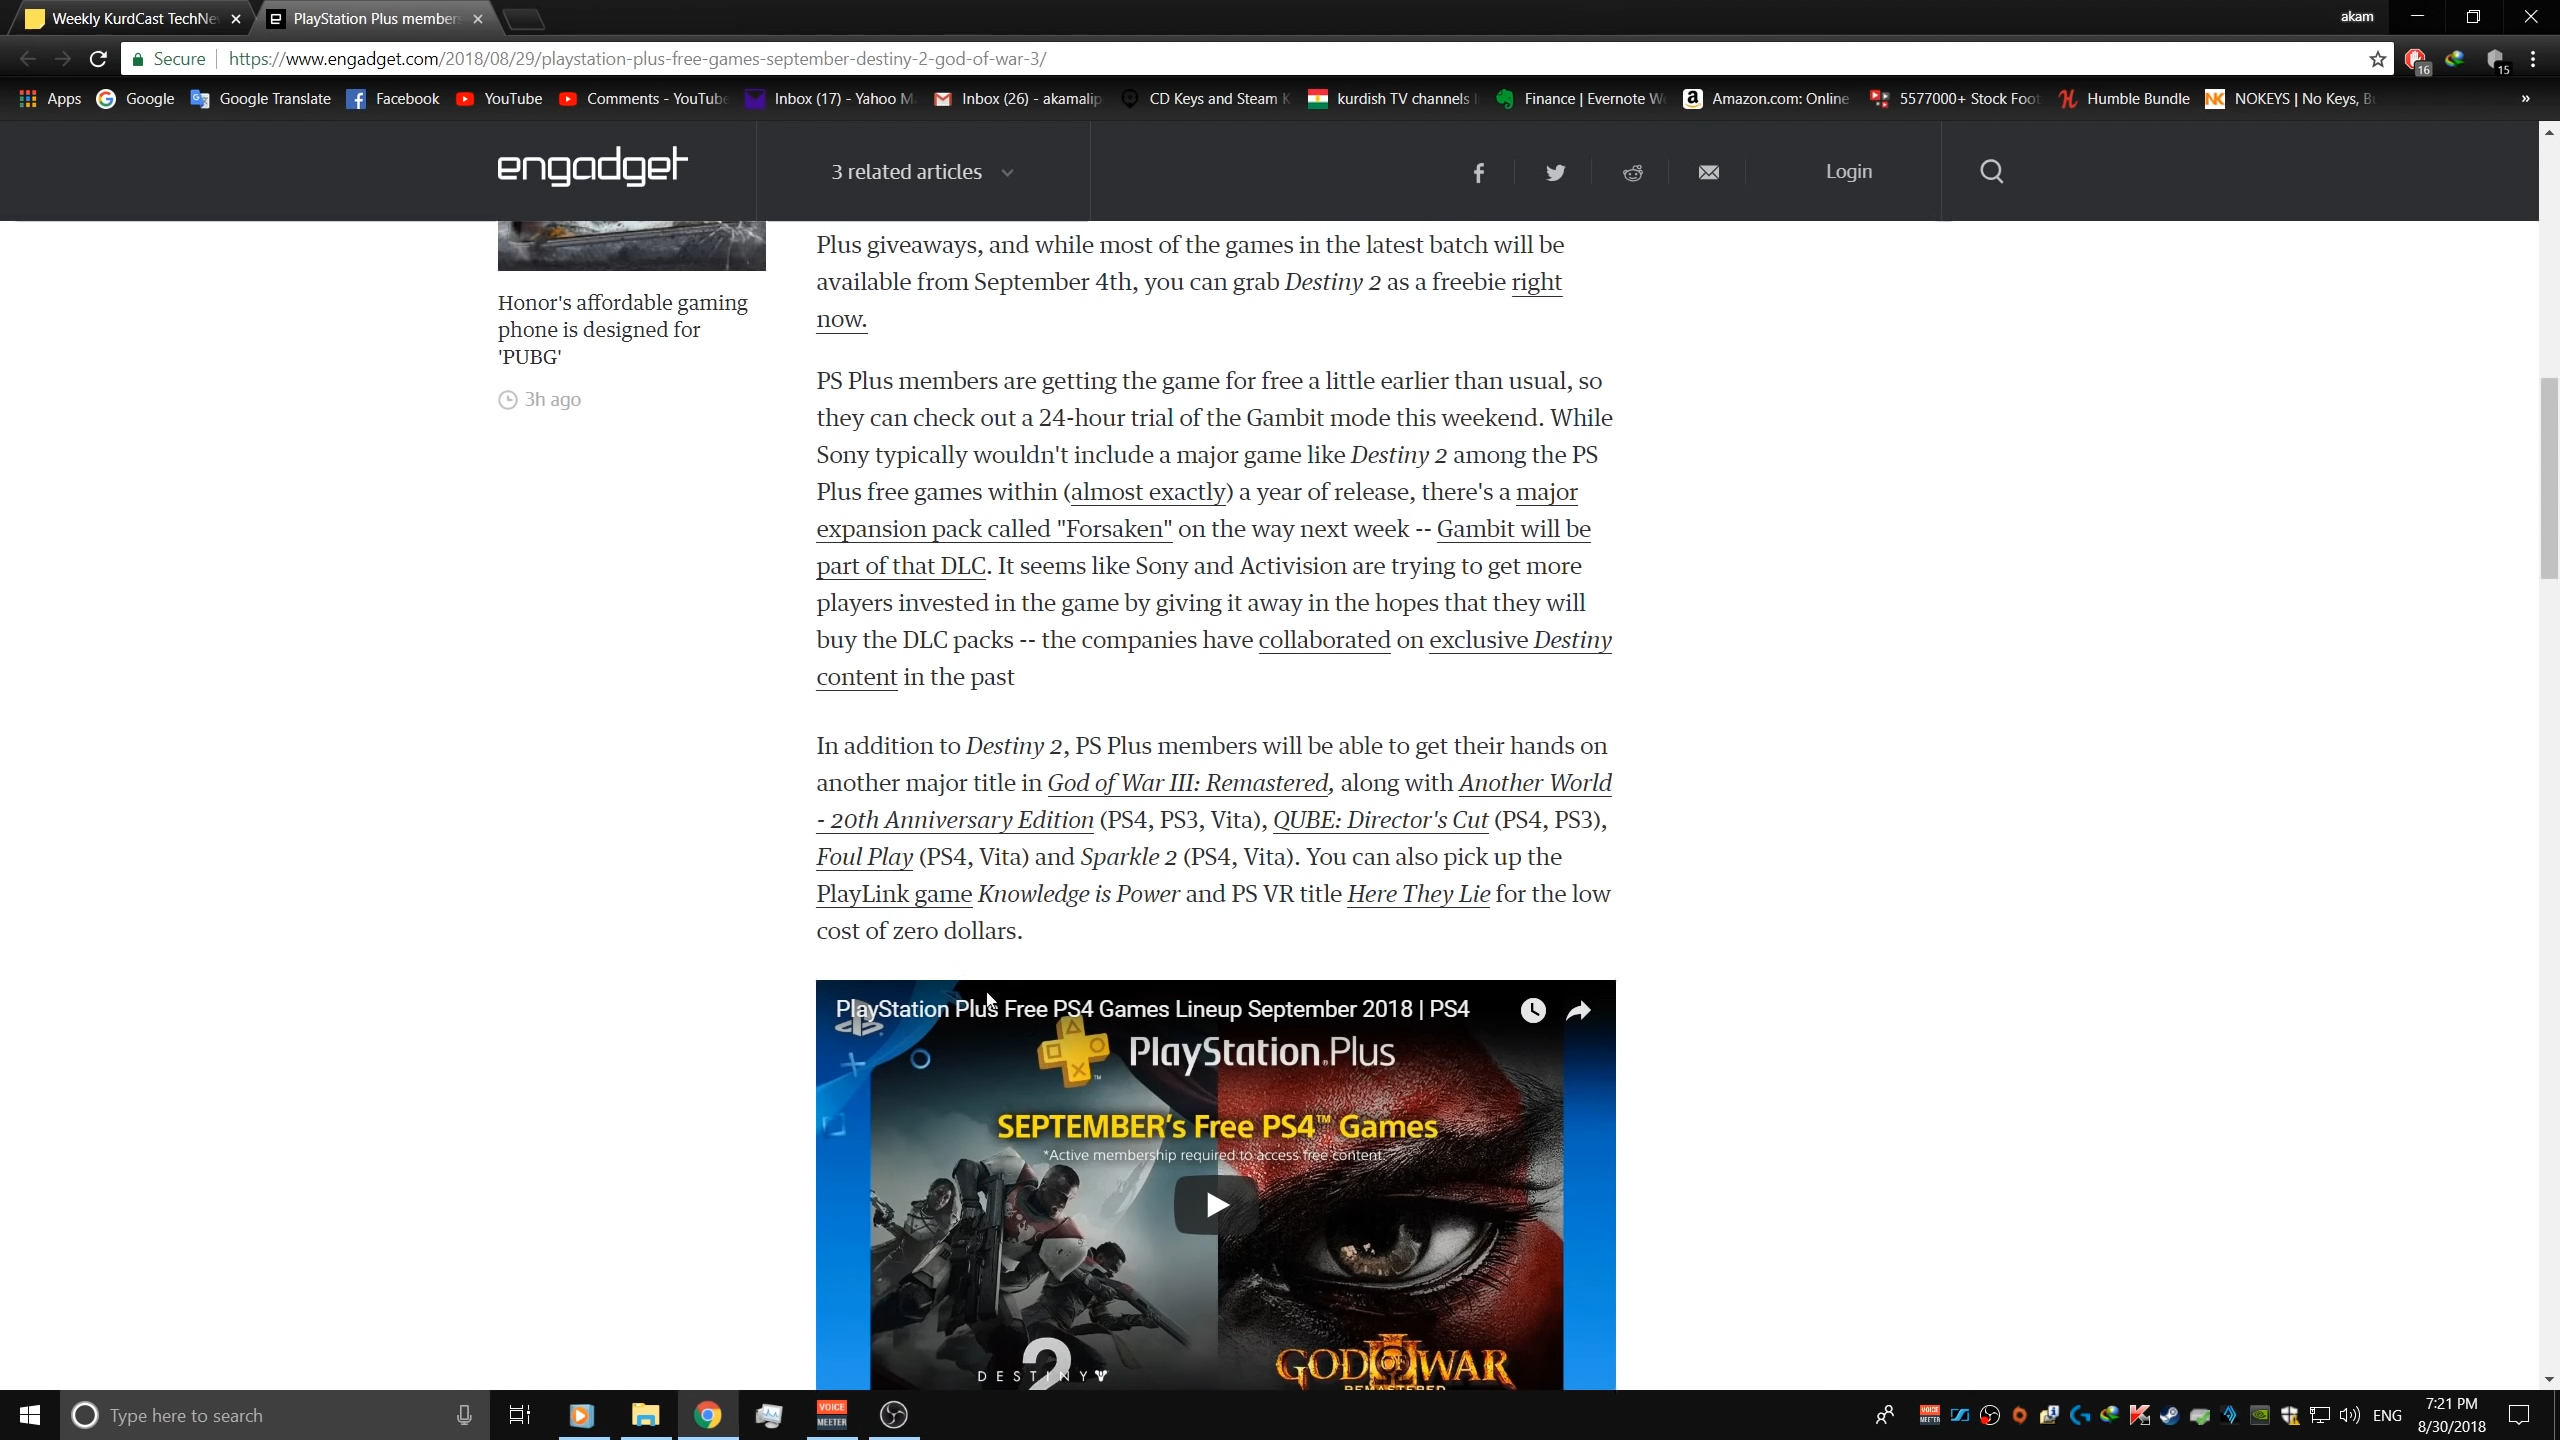 Weekly KurdCast TechNe
PlayStation Plus member
akam
Secure
https://www.engadget.com/2018/08/29/playstation-plus-free-games-september-destiny-2-god-of-war-3/
16
15
Apps
Google
Google Translate
Facebook
YouTube
Comments - YouTube
Inbox (17) - Yahoo M
Inbox (26) - akamalip
CD Keys and Steam K
kurdish TV channels
Finance | Evernote W
Amazon.com: Online
5577000+ Stock Foot
Humble Bundle
NOKEYS | No Keys, B
»
engadget
3 related articles
Login
Honor's affordable gaming
phone is designed for
'PUBG'
3h ago
Plus giveaways, and while most of the games in the latest batch will be
available from September 4th, you can grab Destiny 2 as a freebie right
now.
PS Plus members are getting the game for free a little earlier than usual, so
they can check out a 24-hour trial of the Gambit mode this weekend. While
Sony typically wouldn't include a major game like Destiny 2 among the PS
Plus free games within (almost exactly) a year of release, there's a major
expansion pack called "Forsaken" on the way next week -- Gambit will be
part of that DLC. It seems like Sony and Activision are trying to get more
players invested in the game by giving it away in the hopes that they will
buy the DLC packs -- the companies have collaborated on exclusive Destiny
content in the past
In addition to Destiny 2, PS Plus members will be able to get their hands on
another major title in God of War III: Remastered, along with Another World
- 20th Anniversary Edition (PS4, PS3, Vita), QUBE: Director's Cut (PS4, PS3),
Foul Play (PS4, Vita) and Sparkle 2 (PS4, Vita). You can also pick up the
PlayLink game Knowledge is Power and PS VR title Here They Lie for the low
cost of zero dollars.
PlayStation Plus Free PS4 Games Lineup September 2018 | PS4
PlayStation.Plus
SEPTEMBER's Free PS4™ Games
*Active membership required to access free content.
2
DESTINY
GOD OF WAR
REMASTERED
Type here to search
VOICE
MEETER
ENG
7:21 PM
8/30/2018